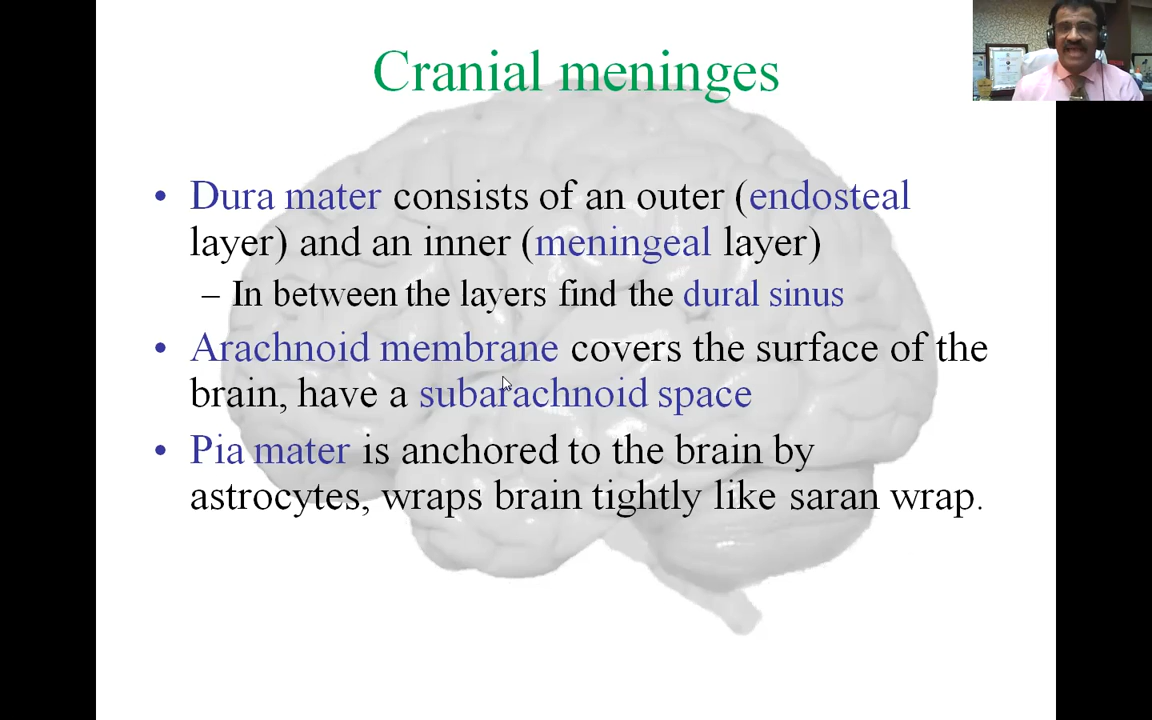 Cranial meninges
• Dura mater consists of an outer (endosteal
layer) and an inner (meningeal layer)
– In between the layers find the dural sinus
• Arachnoid membrane covers the surface of the
brain, have a subarachnoid space
• Pia mater is anchored to the brain by
astrocytes, wraps brain tightly like saran wrap.